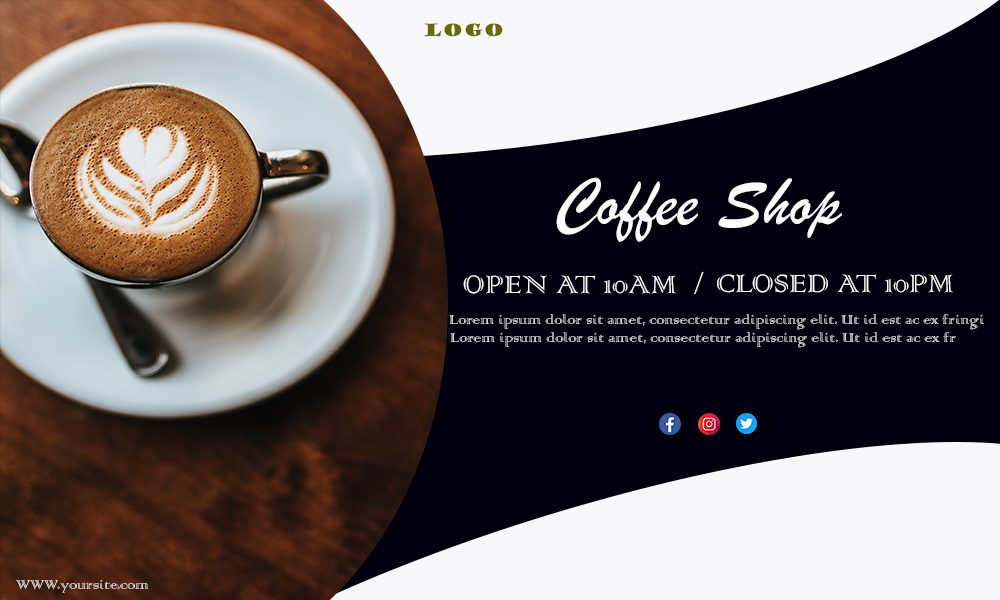 LOGO
Coffee Shop
OPEN AT 10AM / CLOSED AT 10PM
Lorem ipsum dolor sit amet, consectetur adipiscing elit. Ut id est ac ex fringi
Lorem ipsum dolor sit amet, consectetur adipiscing elit. Ut id est ac ex fr
WWW.yoursite.com